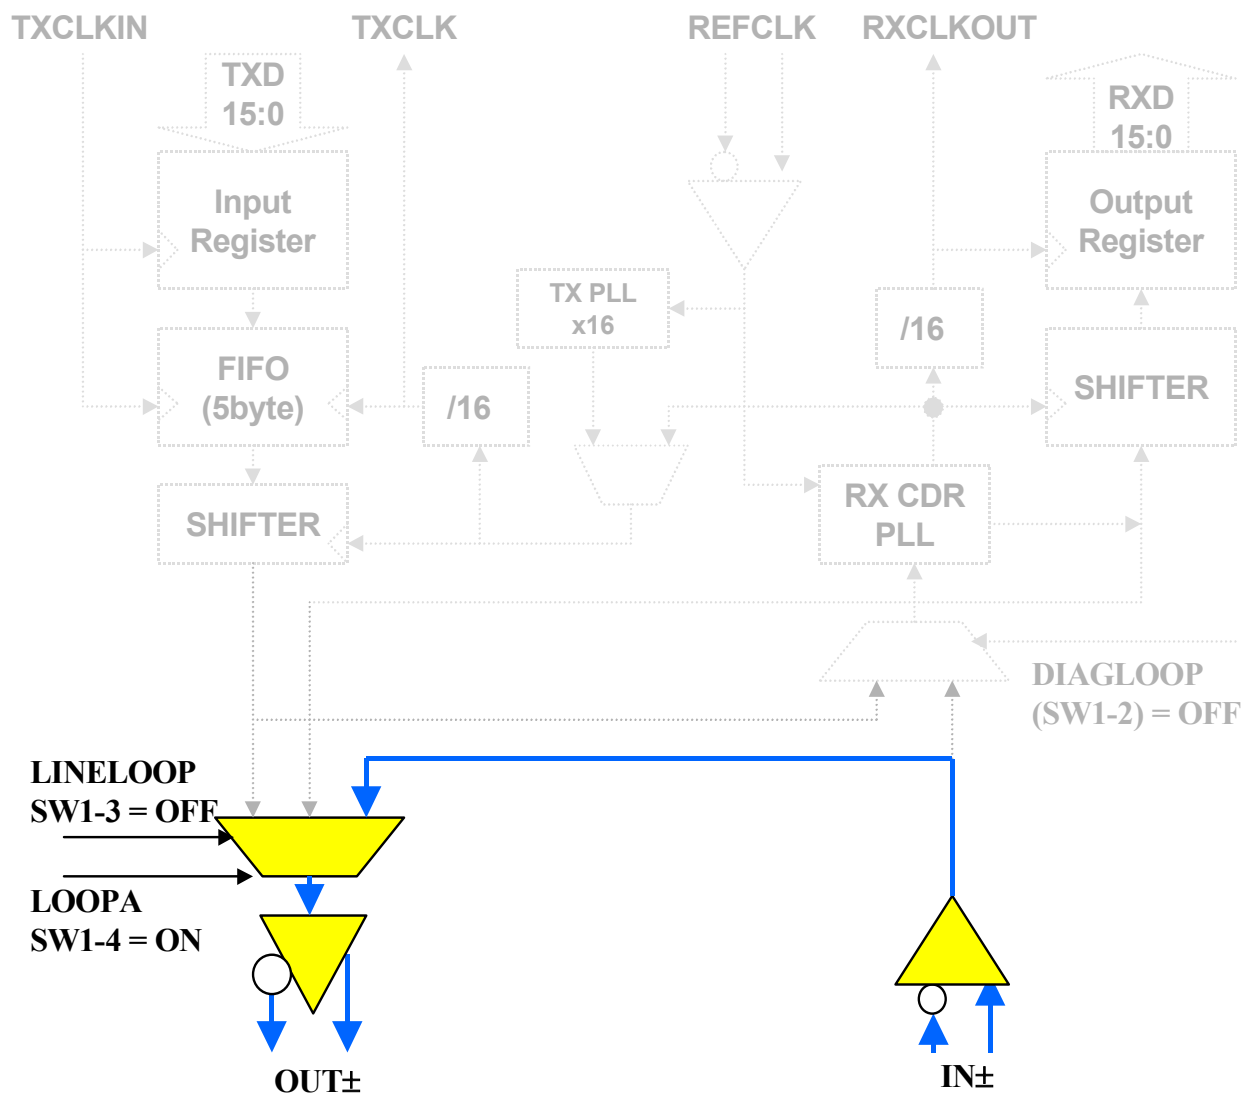 TXCLKIN
TXCLK
REFCLK
RXCLKOUT
TXD
15:0
RXD
15:0
Input
Register
Output
Register
TX PLL
x16
/16
FIFO
(5byte)
/16
SHIFTER
SHIFTER
RX CDR
PLL
DIAGLOOP
(SW1-2) = OFF
LINELOOP
SW1-3 = OFF
LOOPA
SW1-4 = ON
OUT±
IN±